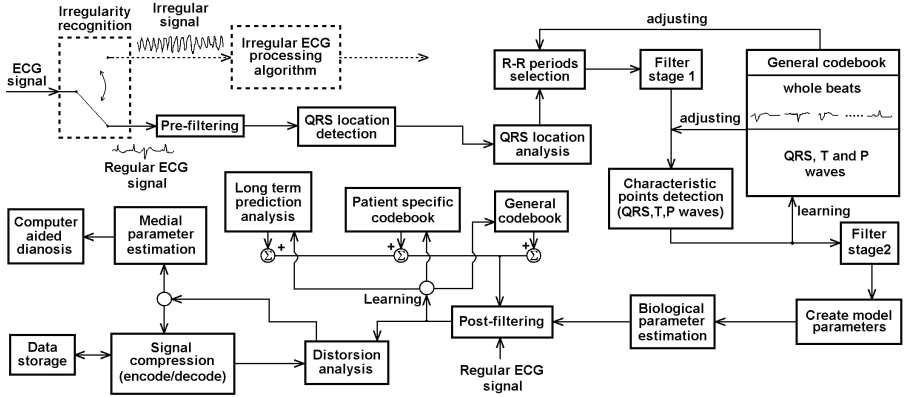 Irregularity
recognition
Irregular
signal
Irregular ECG
processing
algorithm
ECG
signal
Pre-filtering
Regular ECG
signal
QRS location
detection
QRS location
analysis
R-R periods
selection
adjusting
Filter
stage 1
General codebook
whole beats
.....
QRS, T and P
waves
adjusting
Characteristic
points detection
(QRS,T,P waves)
learning
Filter
stage2
Create model
parameters
Biological
parameter
estimation
Post-filtering
Regular ECG
signal
Long term
prediction
analysis
Patient specific
codebook
General
codebook
+
+
+
Σ
Σ
Σ
Learning
Computer
aided
dianosis
Medial
parameter
estimation
Data
storage
Signal
compression
(encode/decode)
Distorsion
analysis